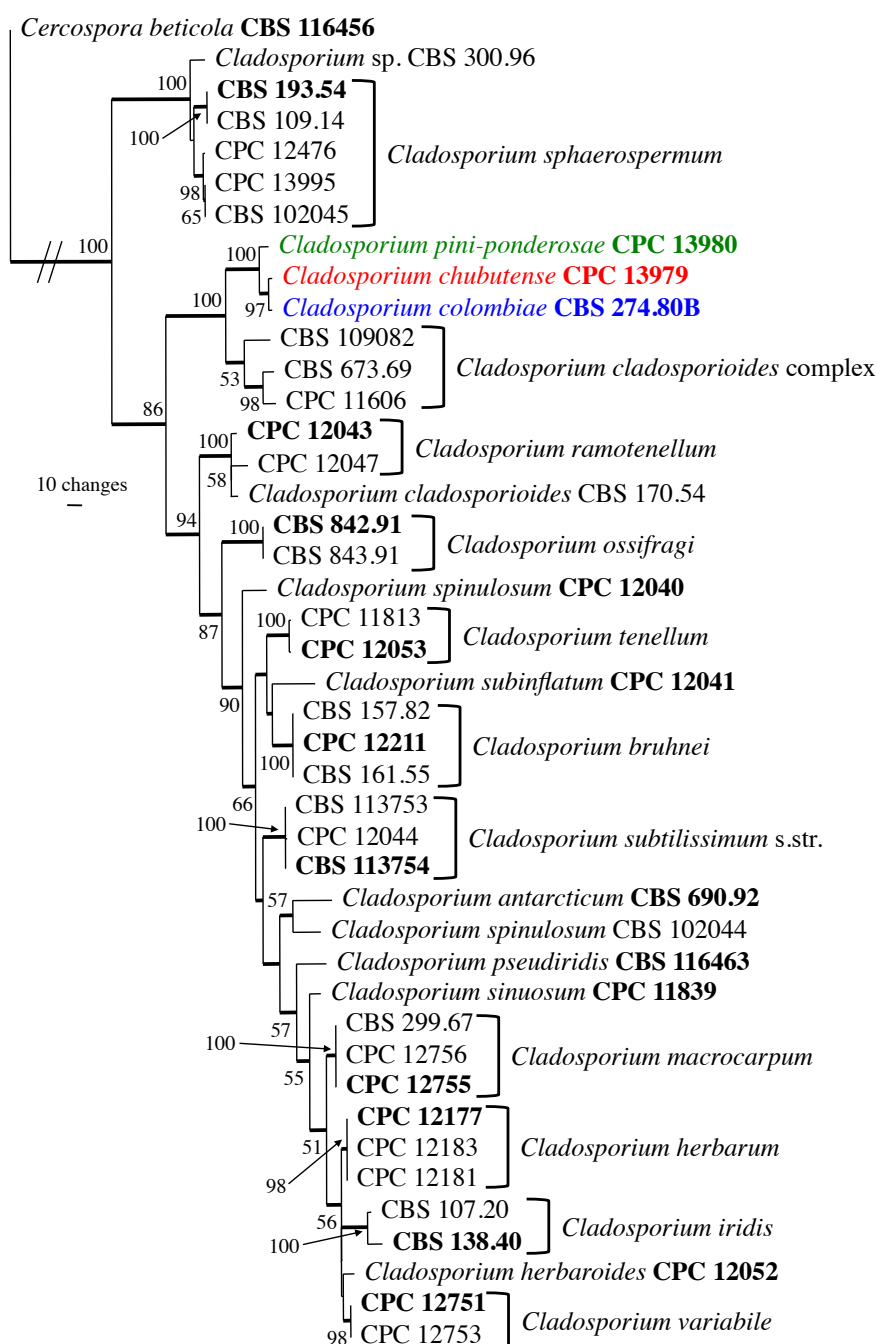 Cercospora beticola CBS 116456
Cladosporium sp. CBS 300.96
100
CBS 193.54
CBS 109.14
100
CPC 12476
Cladosporium sphaerospermum
CPC 13995
98
CBS 102045
65
100
Cladosporium pini-ponderosae CPC 13980
100
Cladosporium chubutense CPC 13979
100
Cladosporium colombiae CBS 274.80B
97
CBS 109082
CBS 673.69
Cladosporium cladosporioides complex
53
CPC 11606
98
86
CPC 12043
100
Cladosporium ramotenellum
CPC 12047
58
10 changes
Cladosporium cladosporioides CBS 170.54
94
CBS 842.91
100
Cladosporium ossifragi
CBS 843.91
Cladosporium spinulosum CPC 12040
CPC 11813
100
87
Cladosporium tenellum
CPC 12053
Cladosporium subinflatum CPC 12041
90
CBS 157.82
CPC 12211
Cladosporium bruhnei
100
CBS 161.55
66
CBS 113753
100
CPC 12044
Cladosporium subtilissimum s.str.
CBS 113754
57
Cladosporium antarcticum CBS 690.92
Cladosporium spinulosum CBS 102044
Cladosporium pseudiridis CBS 116463
Cladosporium sinuosum CPC 11839
57
CBS 299.67
100
CPC 12756
Cladosporium macrocarpum
55
CPC 12755
CPC 12177
51
CPC 12183
Cladosporium herbarum
CPC 12181
98
CBS 107.20
56
Cladosporium iridis
100
CBS 138.40
Cladosporium herbaroides CPC 12052
CPC 12751
Cladosporium variabile
98
CPC 12753